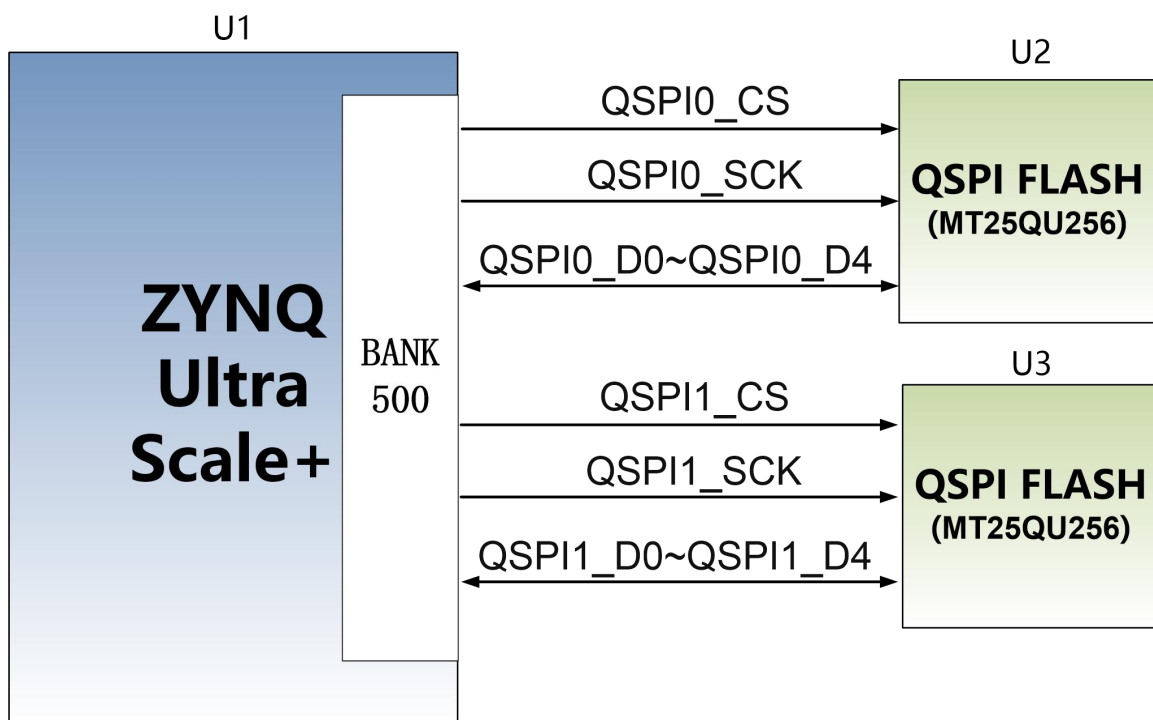 U1
ZYNQ
Ultra
Scale+
BANK
500
QSPI0_CS
QSPI0_SCK
QSPI0_D0~QSPI0_D4
U2
QSPI FLASH
(MT25QU256)
QSPI1_CS
QSPI1_SCK
QSPI1_D0~QSPI1_D4
U3
QSPI FLASH
(MT25QU256)